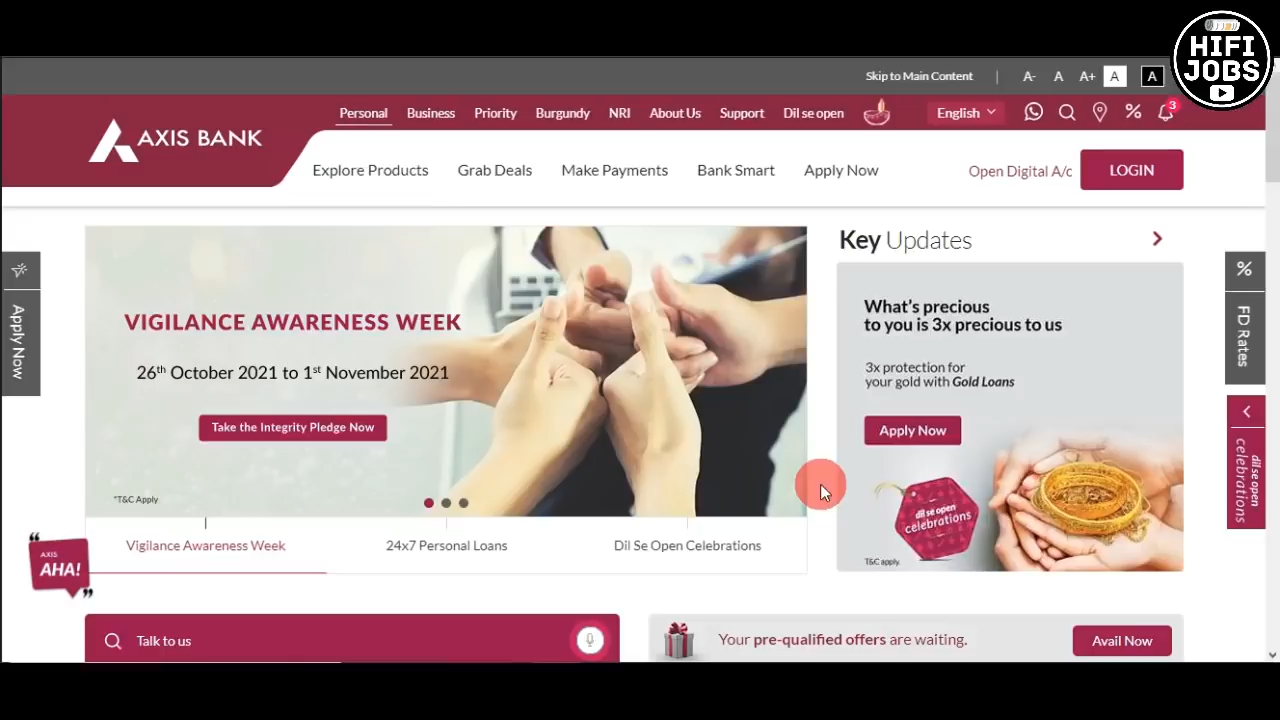 HIFI
JOBS
Skip to Main Content
A- A A+ A A
Personal Business Priority Burgundy NRI About Us Support Dil se open English 3
AXIS BANK
Explore Products Grab Deals Make Payments Bank Smart Apply Now Open Digital A/c LOGIN
VIGILANCE AWARENESS WEEK
26th October 2021 to 1st November 2021
Take the Integrity Pledge Now
*T&C Apply
Vigilance Awareness Week 24x7 Personal Loans Dil Se Open Celebrations
Key Updates
What's precious
to you is 3x precious to us
3x protection for
your gold with Gold Loans
Apply Now
dil se open
celebrations
T&C apply.
Apply Now
% FD Rates
dil se open
celebrations
AXIS
AHA!
Talk to us
Your pre-qualified offers are waiting. Avail Now